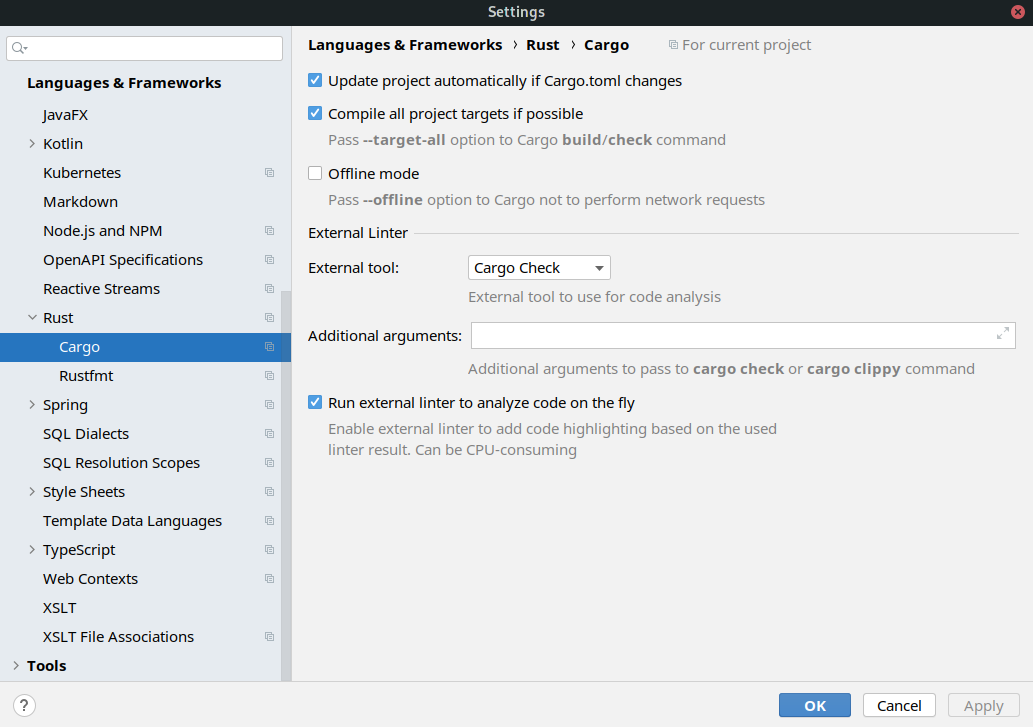 Settings
Languages & Frameworks
JavaFX
Kotlin
Kubernetes
Markdown
Node.js and NPM
OpenAPI Specifications
Reactive Streams
Rust
Cargo
Rustfmt
Spring
SQL Dialects
SQL Resolution Scopes
Style Sheets
Template Data Languages
TypeScript
Web Contexts
XSLT
XSLT File Associations
Tools
Languages & Frameworks › Rust › Cargo For current project
Update project automatically if Cargo.toml changes
Compile all project targets if possible
Pass --target-all option to Cargo build/check command
Offline mode
Pass --offline option to Cargo not to perform network requests
External Linter
External tool: Cargo Check
External tool to use for code analysis
Additional arguments:
Additional arguments to pass to cargo check or cargo clippy command
Run external linter to analyze code on the fly
Enable external linter to add code highlighting based on the used
linter result. Can be CPU-consuming
? OK Cancel Apply